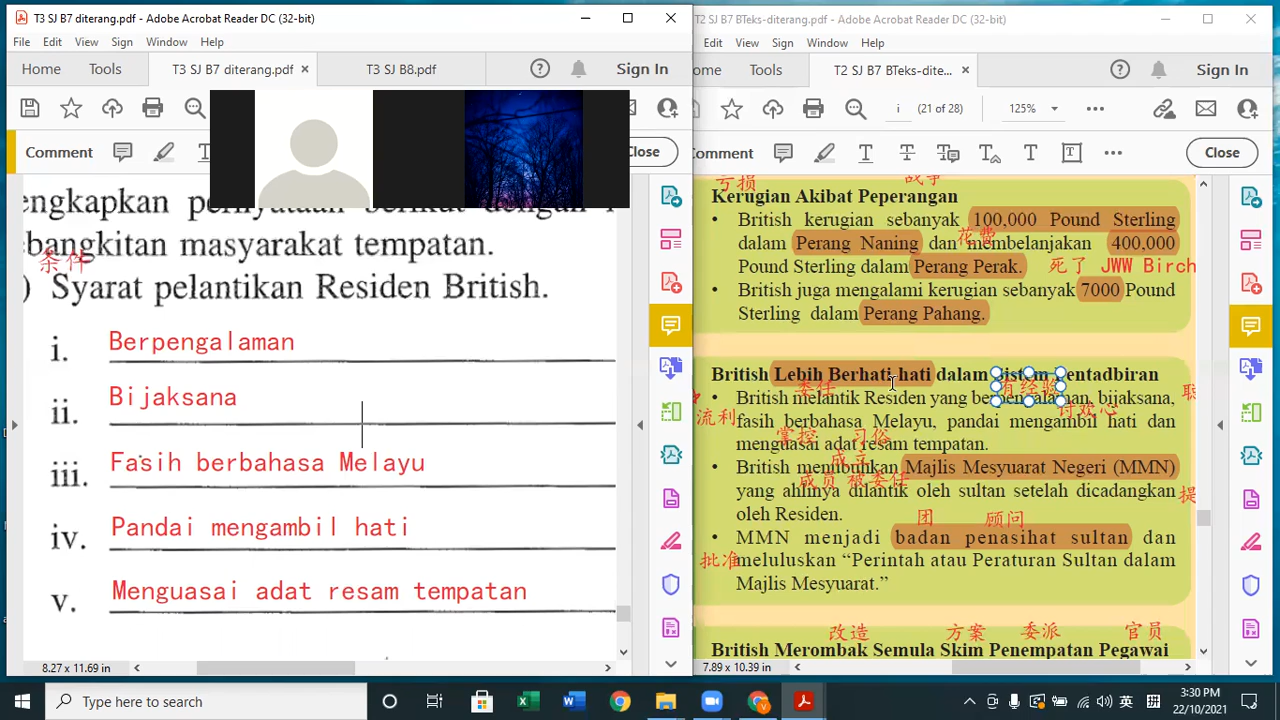 T3 SJ B7 diterang.pdf - Adobe Acrobat Reader DC (32-bit)
File Edit View Sign Window Help
Home Tools T3 SJ B7 diterang.pdf × T3 SJ B8.pdf Sign In
Comment Close
engkapkan pernyataan berikut dengan
ebangkitan masyarakat tempatan.
条件
) Syarat pelantikan Residen British.
i. Berpengalaman
ii. Bijaksana
iii. Fasih berbahasa Melayu
iv. Pandai mengambil hati
v. Menguasai adat resam tempatan
8.27 x 11.69 in
T2 SJ B7 BTeks-diterang.pdf - Adobe Acrobat Reader DC (32-bit)
Edit View Sign Window Help
ome Tools T2 SJ B7 BTeks-dite... × Sign In
i (21 of 28) 125%
Comment Close
亏损 战争
Kerugian Akibat Peperangan
• British kerugian sebanyak 100,000 Pound Sterling
花费
dalam Perang Naning dan membelanjakan 400,000
Pound Sterling dalam Perang Perak. 死了 JWW Birch
• British juga mengalami kerugian sebanyak 7000 Pound
Sterling dalam Perang Pahang.
British Lebih Berhati-hati dalam Sistem Pentadbiran
委任 有经验
• British melantik Residen yang berpengalaman, bijaksana,
流利 讨欢心
fasih berbahasa Melayu, pandai mengambil hati dan
掌控 习俗
menguasai adat resam tempatan.
成立
• British menubuhkan Majlis Mesyuarat Negeri (MMN)
成员 被委任
yang ahlinya dilantik oleh sultan setelah dicadangkan
提
oleh Residen.
团 顾问
• MMN menjadi badan penasihat sultan dan
批准
meluluskan “Perintah atau Peraturan Sultan dalam
Majlis Mesyuarat.”
改造 方案 委派 官员
British Merombak Semula Skim Penempatan Pegawai
7.89 x 10.39 in
Type here to search
英 拼
3:30 PM
22/10/2021